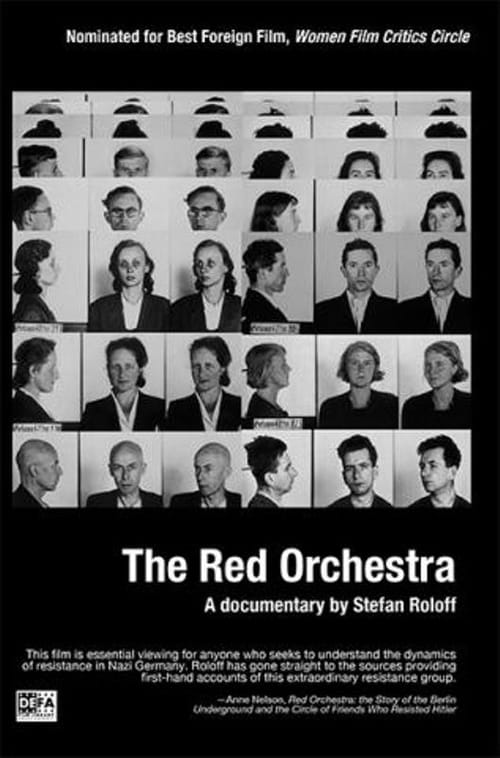 Nominated for Best Foreign Film, Women Film Critics Circle
The Red Orchestra
A documentary by Stefan Roloff
This film is essential viewing for anyone who seeks to understand the dynamics
of resistance in Nazi Germany. Roloff has gone straight to the sources providing
first-hand accounts of this extraordinary resistance group.
—Anne Nelson, Red Orchestra: the Story of the Berlin
Underground and the Circle of Friends Who Resisted Hitler
DEFA